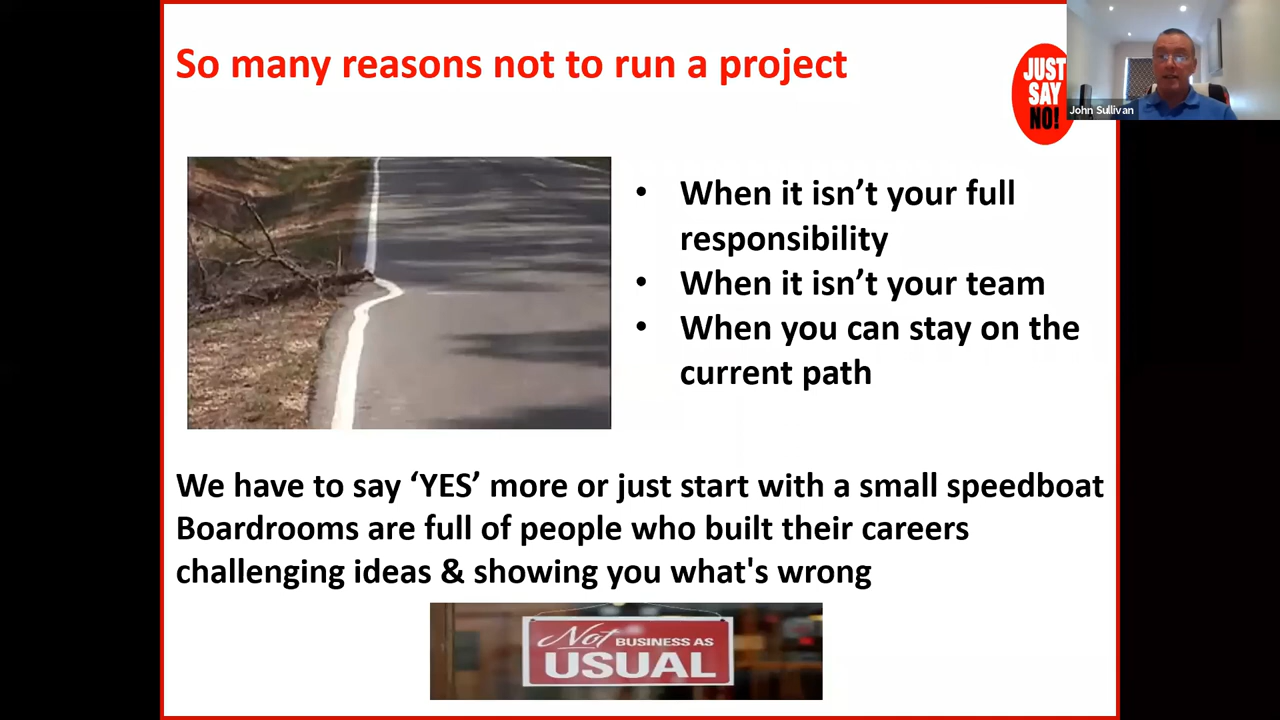 So many reasons not to run a project
JUST
SAY
NO!
John Sullivan
• When it isn’t your full
responsibility
• When it isn’t your team
• When you can stay on the
current path
We have to say ‘YES’ more or just start with a small speedboat
Boardrooms are full of people who built their careers
challenging ideas & showing you what's wrong
Not BUSINESS AS
USUAL